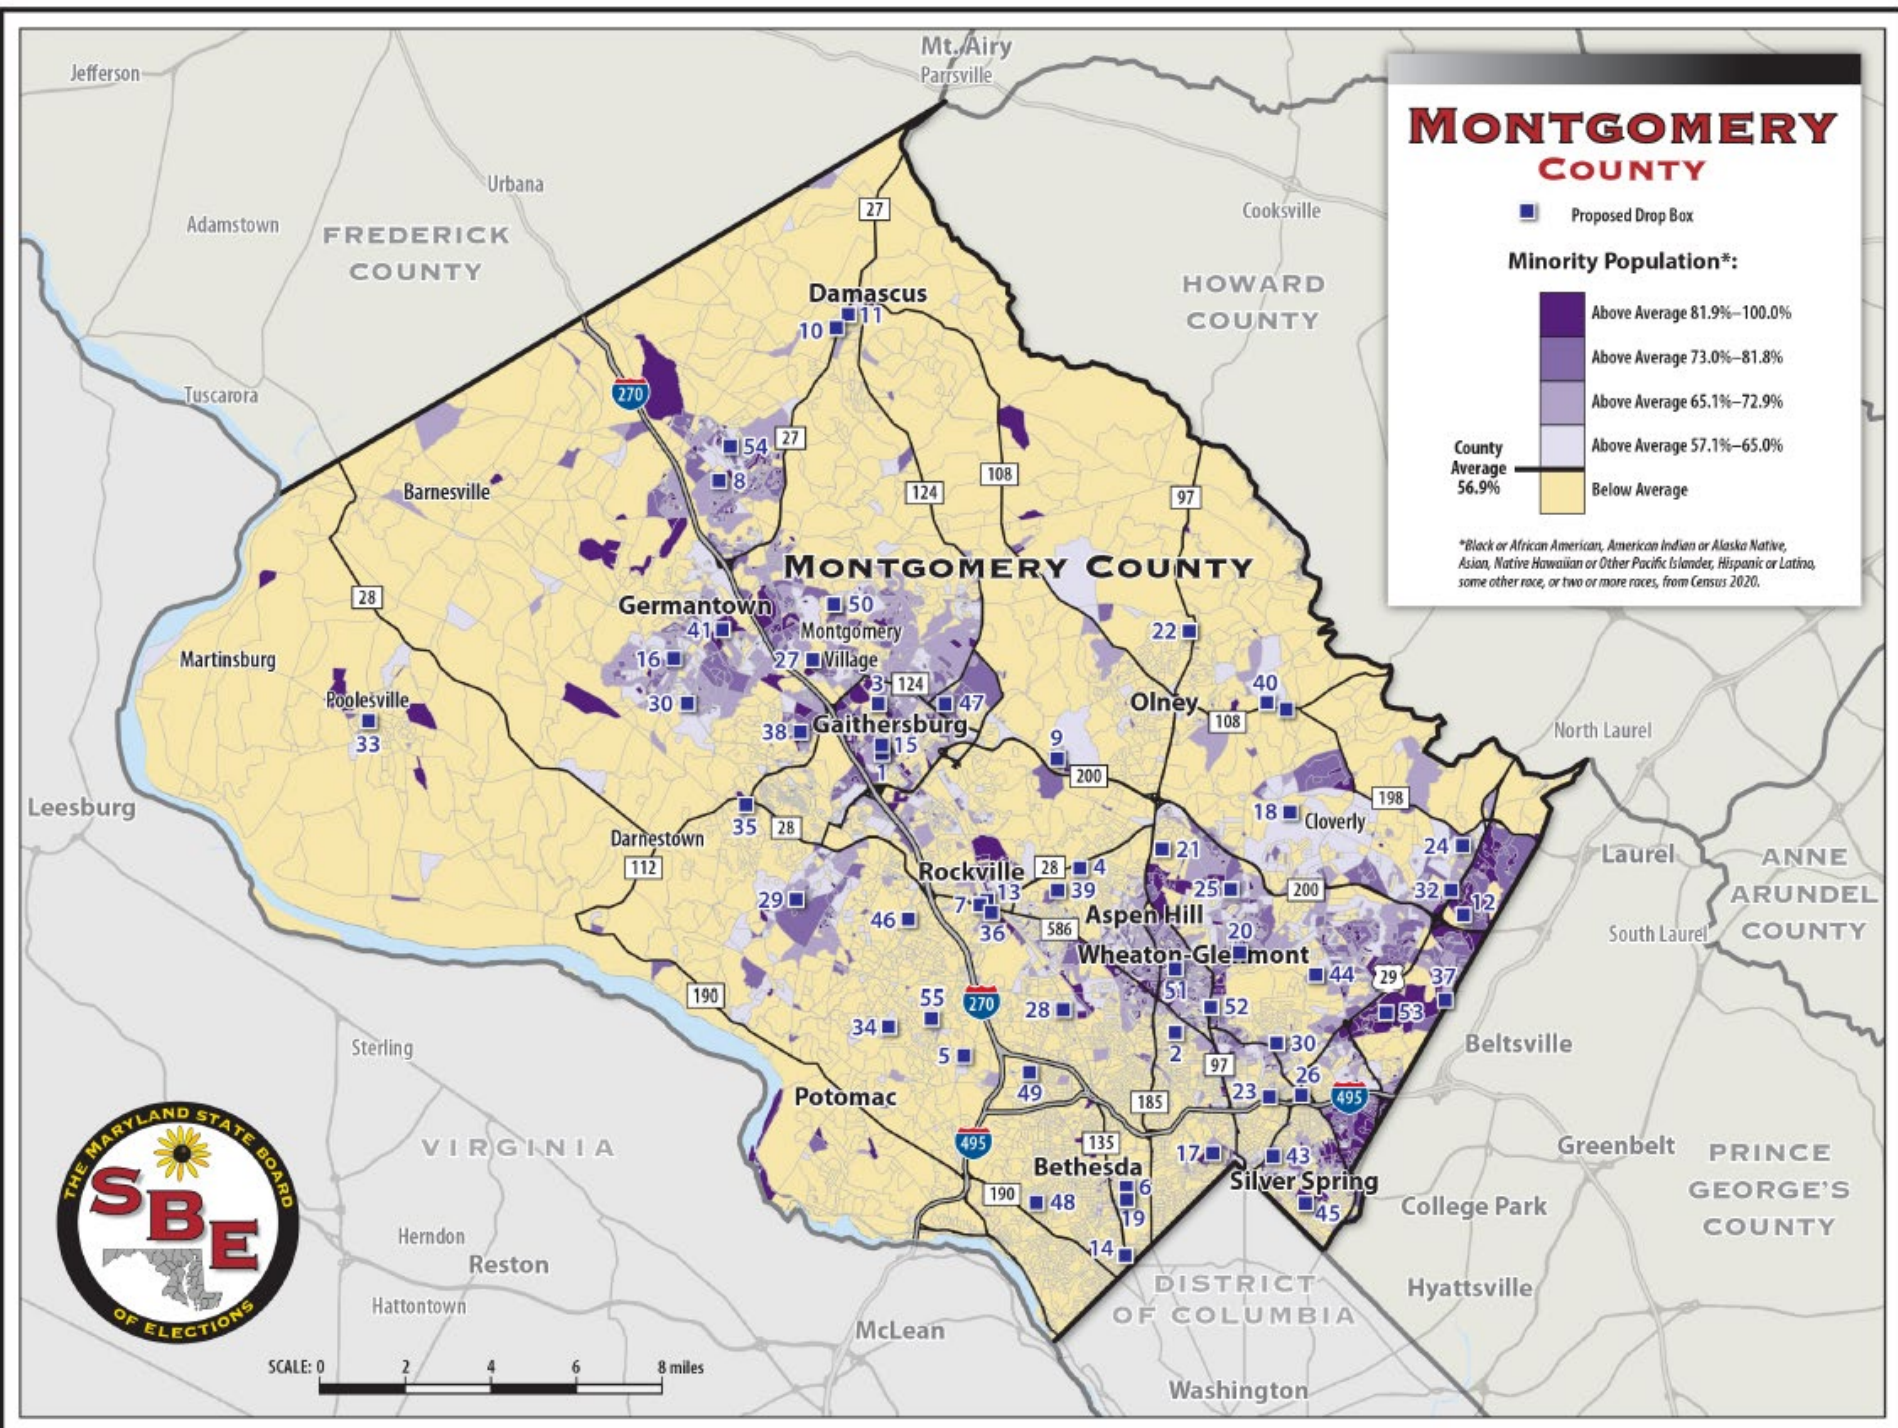 Mt. Airy
Parrsville
Jefferson
Urbana
Adamstown
FREDERICK
COUNTY
Cooksville
HOWARD
COUNTY
Tuscarora
MONTGOMERY
COUNTY
Proposed Drop Box
Minority Population*:
Above Average 81.9%–100.0%
Above Average 73.0%–81.8%
Above Average 65.1%–72.9%
Above Average 57.1%–65.0%
County
Average
56.9%
Below Average
*Black or African American, American Indian or Alaska Native,
Asian, Native Hawaiian or Other Pacific Islander, Hispanic or Latino,
some other race, or two or more races, from Census 2020.
27
Damascus
11
10
270
54
27
8
108
124
97
Barnesville
MONTGOMERY COUNTY
28
Germantown
50
41
Montgomery
22
16
27
Village
Martinsburg
Poolesville
33
30
3
124
47
Olney
40
108
38
Gaithersburg
15
1
9
200
North Laurel
Leesburg
35
28
Darnestown
112
18
Cloverly
198
24
Laurel
ANNE
ARUNDEL
COUNTY
Rockville
28
4
21
13
39
25
200
32
12
29
7
46
36
586
Aspen Hill
South Laurel
20
Wheaton-Glenmont
44
29
37
190
51
55
270
28
52
53
34
2
30
Beltsville
Sterling
5
97
26
49
23
495
Potomac
185
VIRGINIA
495
135
17
43
Greenbelt
PRINCE
GEORGE'S
COUNTY
Bethesda
Silver Spring
190
48
6
19
45
College Park
14
Herndon
Reston
DISTRICT
OF COLUMBIA
Hyattsville
Hattontown
McLean
Washington
THE MARYLAND STATE BOARD
SBE
OF ELECTIONS
SCALE: 0 2 4 6 8 miles